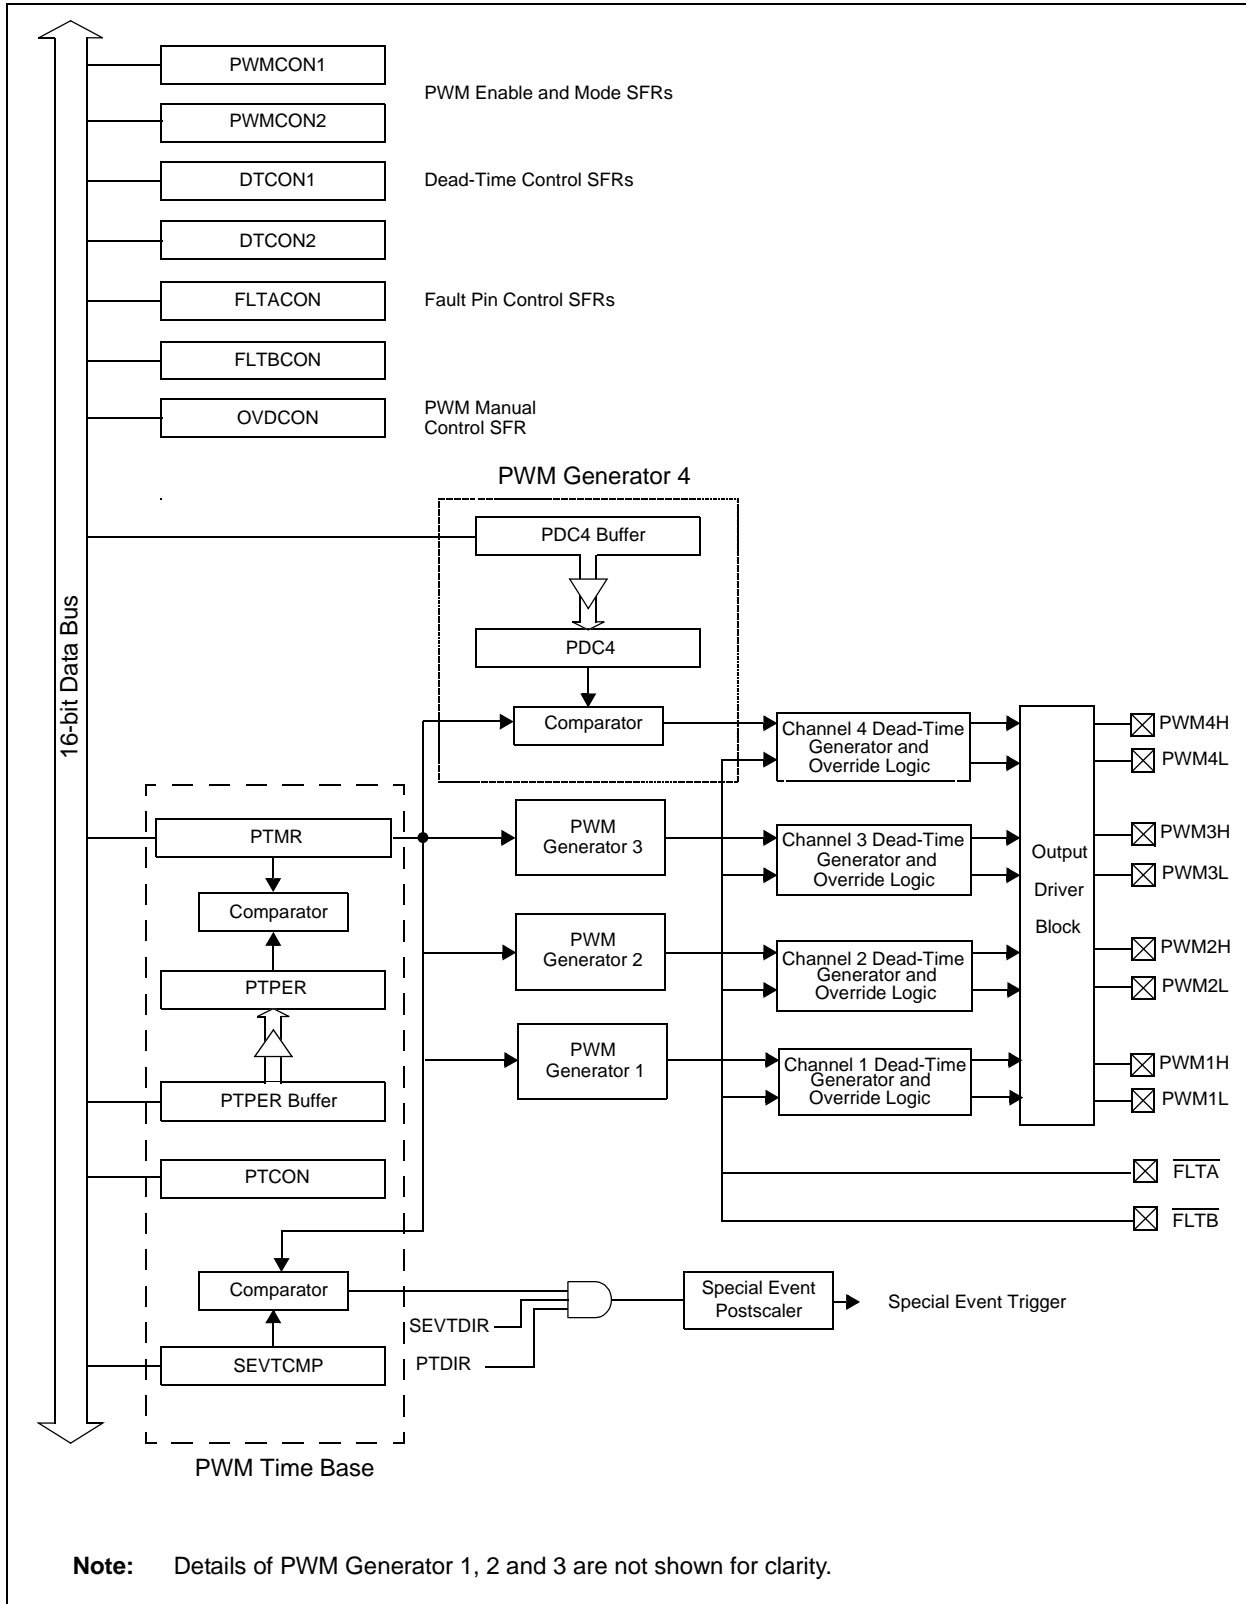 PWMCON1
PWM Enable and Mode SFRs
PWMCON2
DTCON1
Dead-Time Control SFRs
DTCON2
FLTACON
Fault Pin Control SFRs
FLTBCON
OVDCON
PWM Manual
Control SFR
PWM Generator 4
PDC4 Buffer
PDC4
Comparator
16-bit Data Bus
Channel 4 Dead-Time
Generator and
Override Logic
PWM4H
PWM4L
PTMR
PWM
Generator 3
Channel 3 Dead-Time
Generator and
Override Logic
Output
Driver
Block
PWM3H
PWM3L
Comparator
PTPER
PWM
Generator 2
Channel 2 Dead-Time
Generator and
Override Logic
PWM2H
PWM2L
PTPER Buffer
PWM
Generator 1
Channel 1 Dead-Time
Generator and
Override Logic
PWM1H
PWM1L
PTCON
FLTA
FLTB
Comparator
SEVTDIR
PTDIR
Special Event
Postscaler
Special Event Trigger
SEVTCMP
PWM Time Base
Note: Details of PWM Generator 1, 2 and 3 are not shown for clarity.